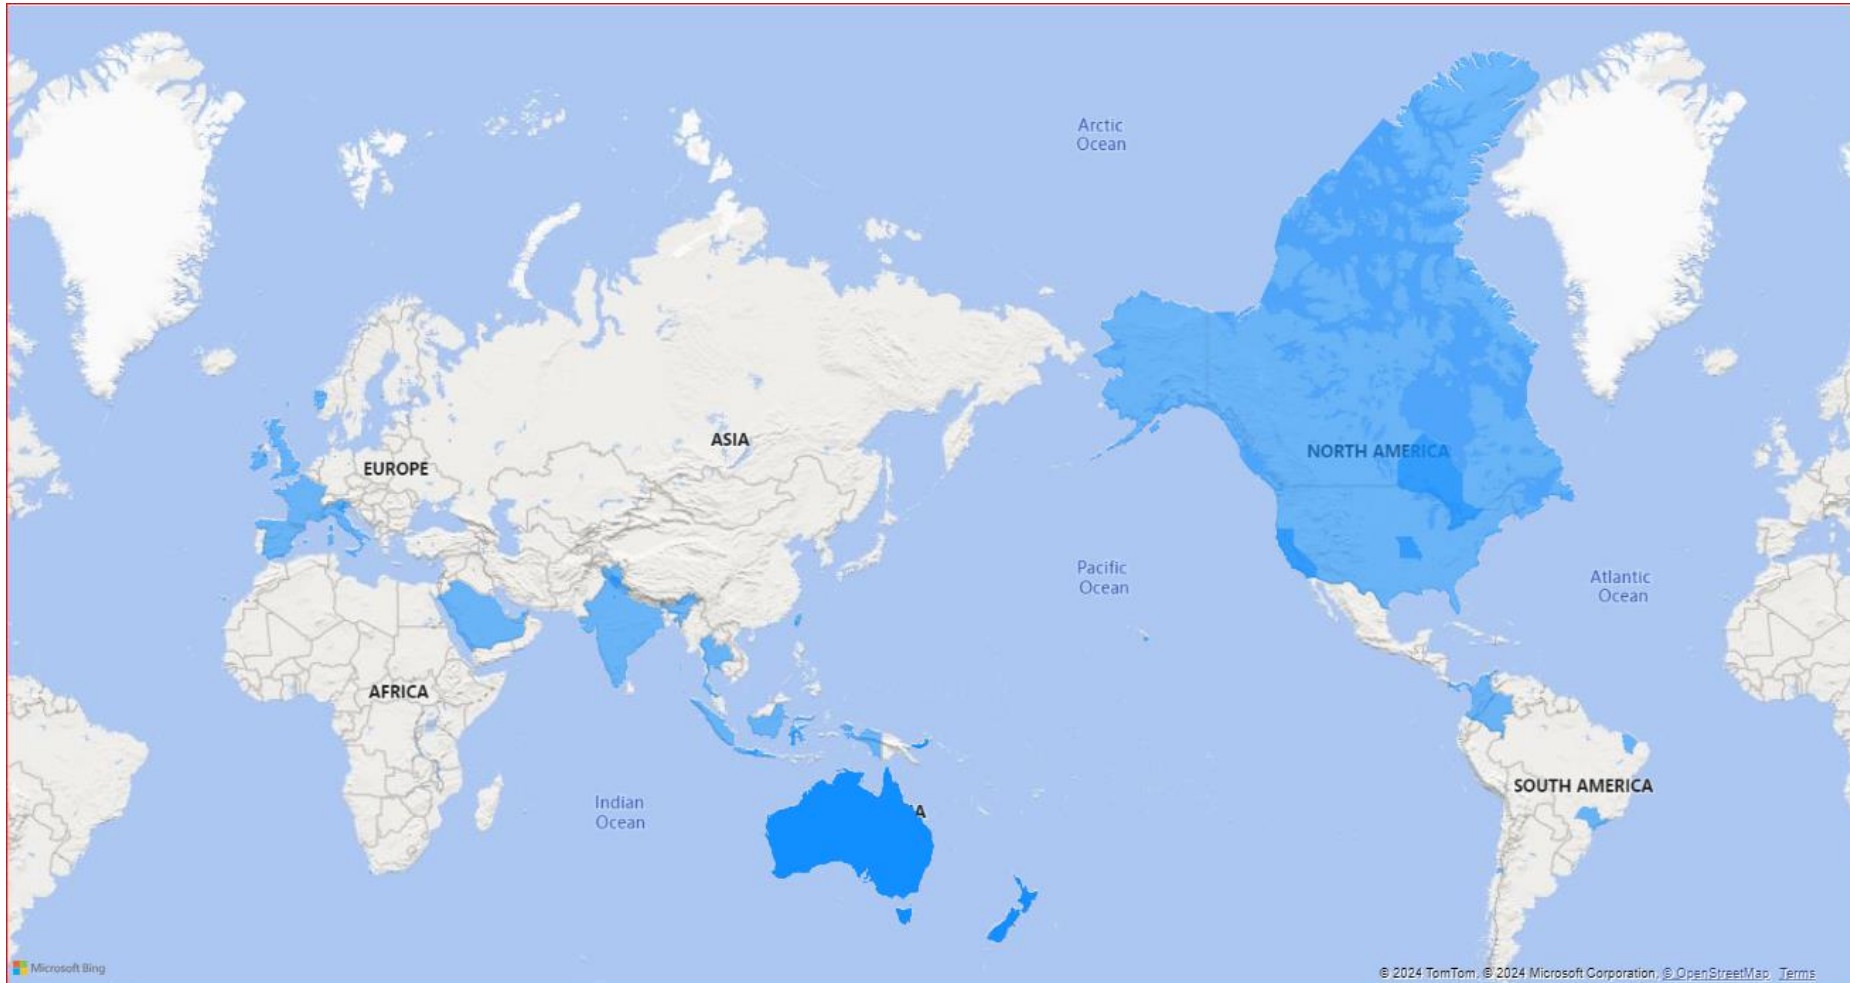 Arctic
Ocean
ASIA
NORTH AMERICA
EUROPE
Pacific
Ocean
Atlantic
Ocean
AFRICA
SOUTH AMERICA
Indian
Ocean
A
Microsoft Bing
© 2024 TomTom, © 2024 Microsoft Corporation, © OpenStreetMap Terms